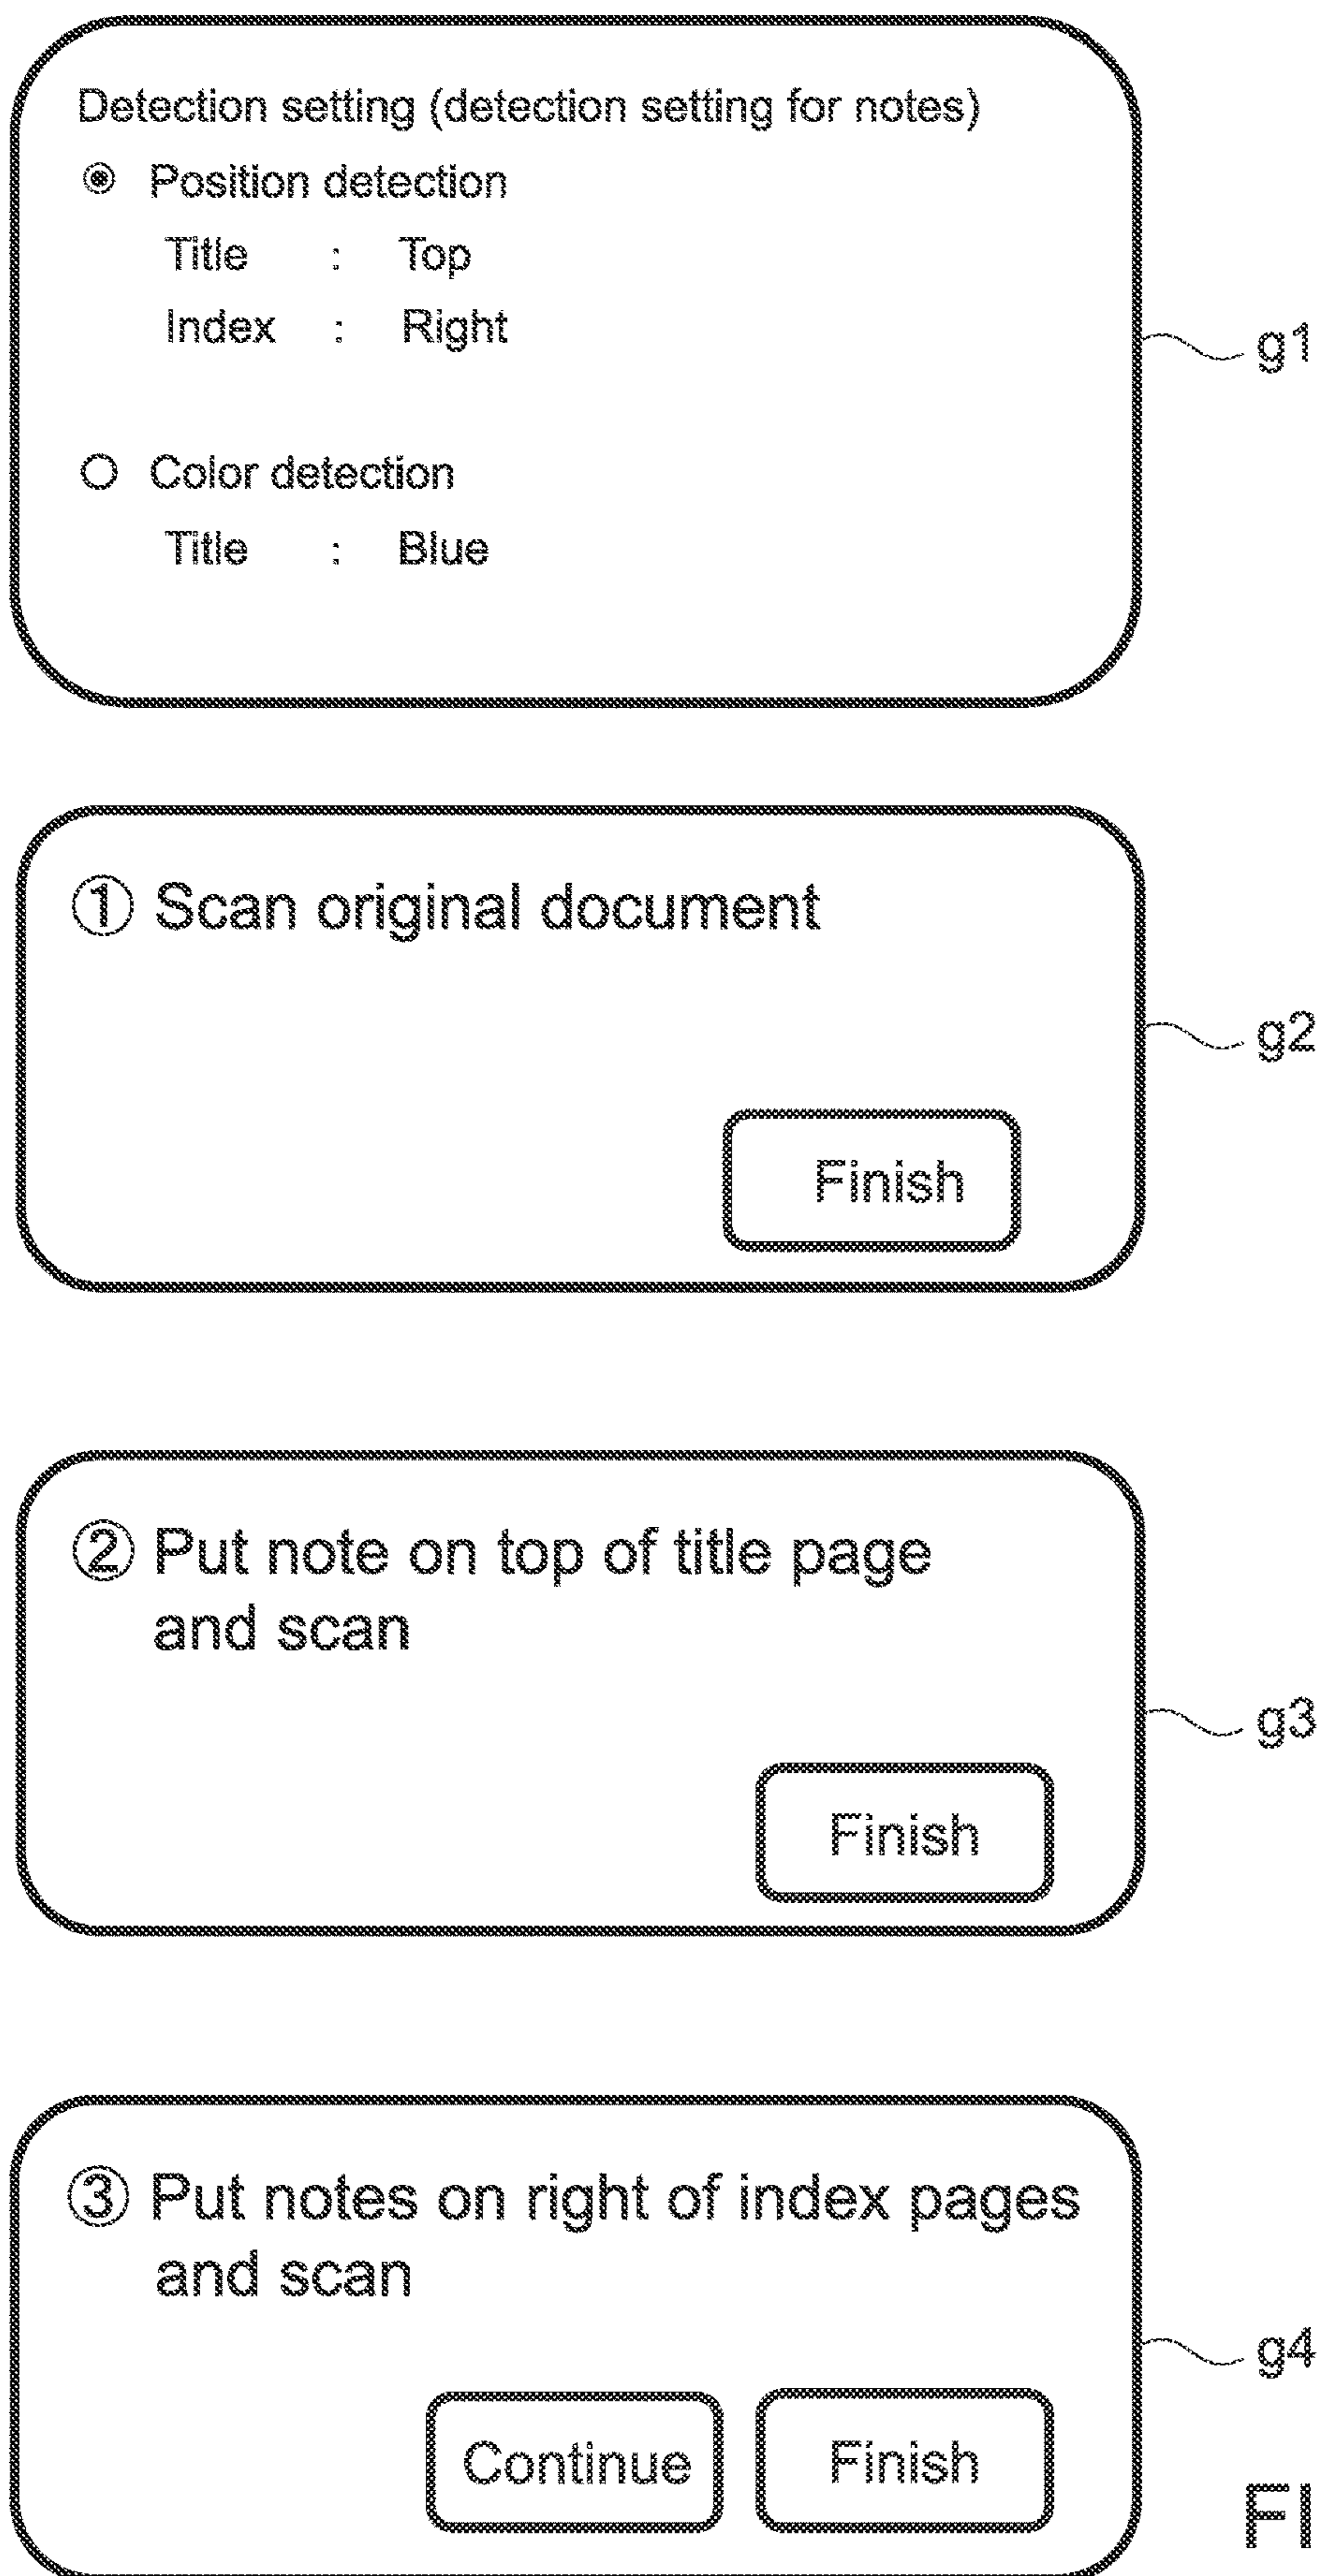 Detection setting (detection setting for notes)
Position detection
Title : Top
Index : Right
Color detection
Title : Blue
g1
① Scan original document
Finish
g2
② Put note on top of title page
and scan
Finish
g3
③ Put notes on right of index pages
and scan
Continue Finish
g4
FI